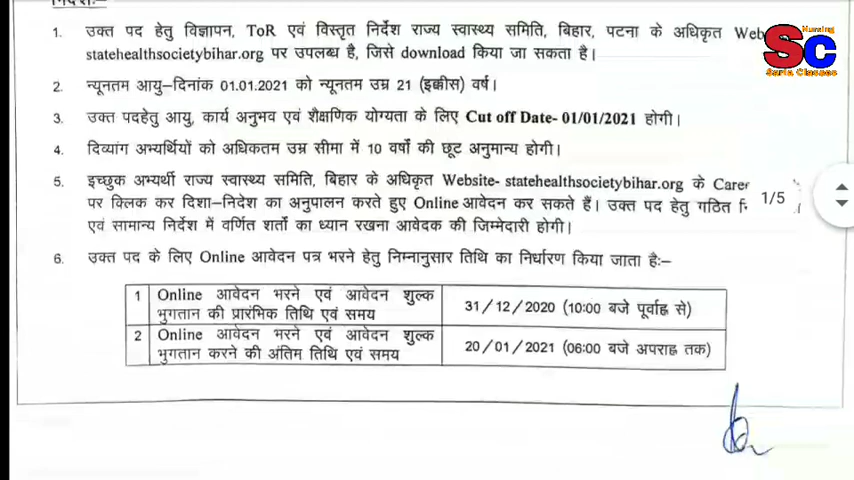 निर्देशः–
1. उक्त पद हेतु विज्ञापन, ToR एवं विस्तृत निर्देश राज्य स्वास्थ्य समिति, बिहार, पटना के अधिकृत Web
statehealthsocietybihar.org पर उपलब्ध है, जिसे download किया जा सकता है।
2. न्यूनतम आयु–दिनांक 01.01.2021 को न्यूनतम उम्र 21 (इक्कीस) वर्ष।
3. उक्त पदहेतु आयु, कार्य अनुभव एवं शैक्षणिक योग्यता के लिए Cut off Date- 01/01/2021 होगी।
4. दिव्यांग अभ्यर्थियों को अधिकतम उम्र सीमा में 10 वर्षों की छूट अनुमान्य होगी।
5. इच्छुक अभ्यर्थी राज्य स्वास्थ्य समिति, बिहार के अधिकृत Website- statehealthsocietybihar.org के Caree
पर क्लिक कर दिशा–निर्देश का अनुपालन करते हुए Online आवेदन कर सकते हैं। उक्त पद हेतु गठित
एवं सामान्य निर्देश में वर्णित शर्तो का ध्यान रखना आवेदक की जिम्मेदारी होगी।
6. उक्त पद के लिए Online आवेदन पत्र भरने हेतु निम्नानुसार तिथि का निर्धारण किया जाता है:–
1 Online आवेदन भरने एवं आवेदन शुल्क
भुगतान की प्रारंभिक तिथि एवं समय
31/12/2020 (10:00 बजे पूर्वाह्न से)
2 Online आवेदन भरने एवं आवेदन शुल्क
भुगतान करने की अंतिम तिथि एवं समय
20/01/2021 (06:00 बजे अपराह्न तक)
1/5
Nursing
SC
Saria Classes